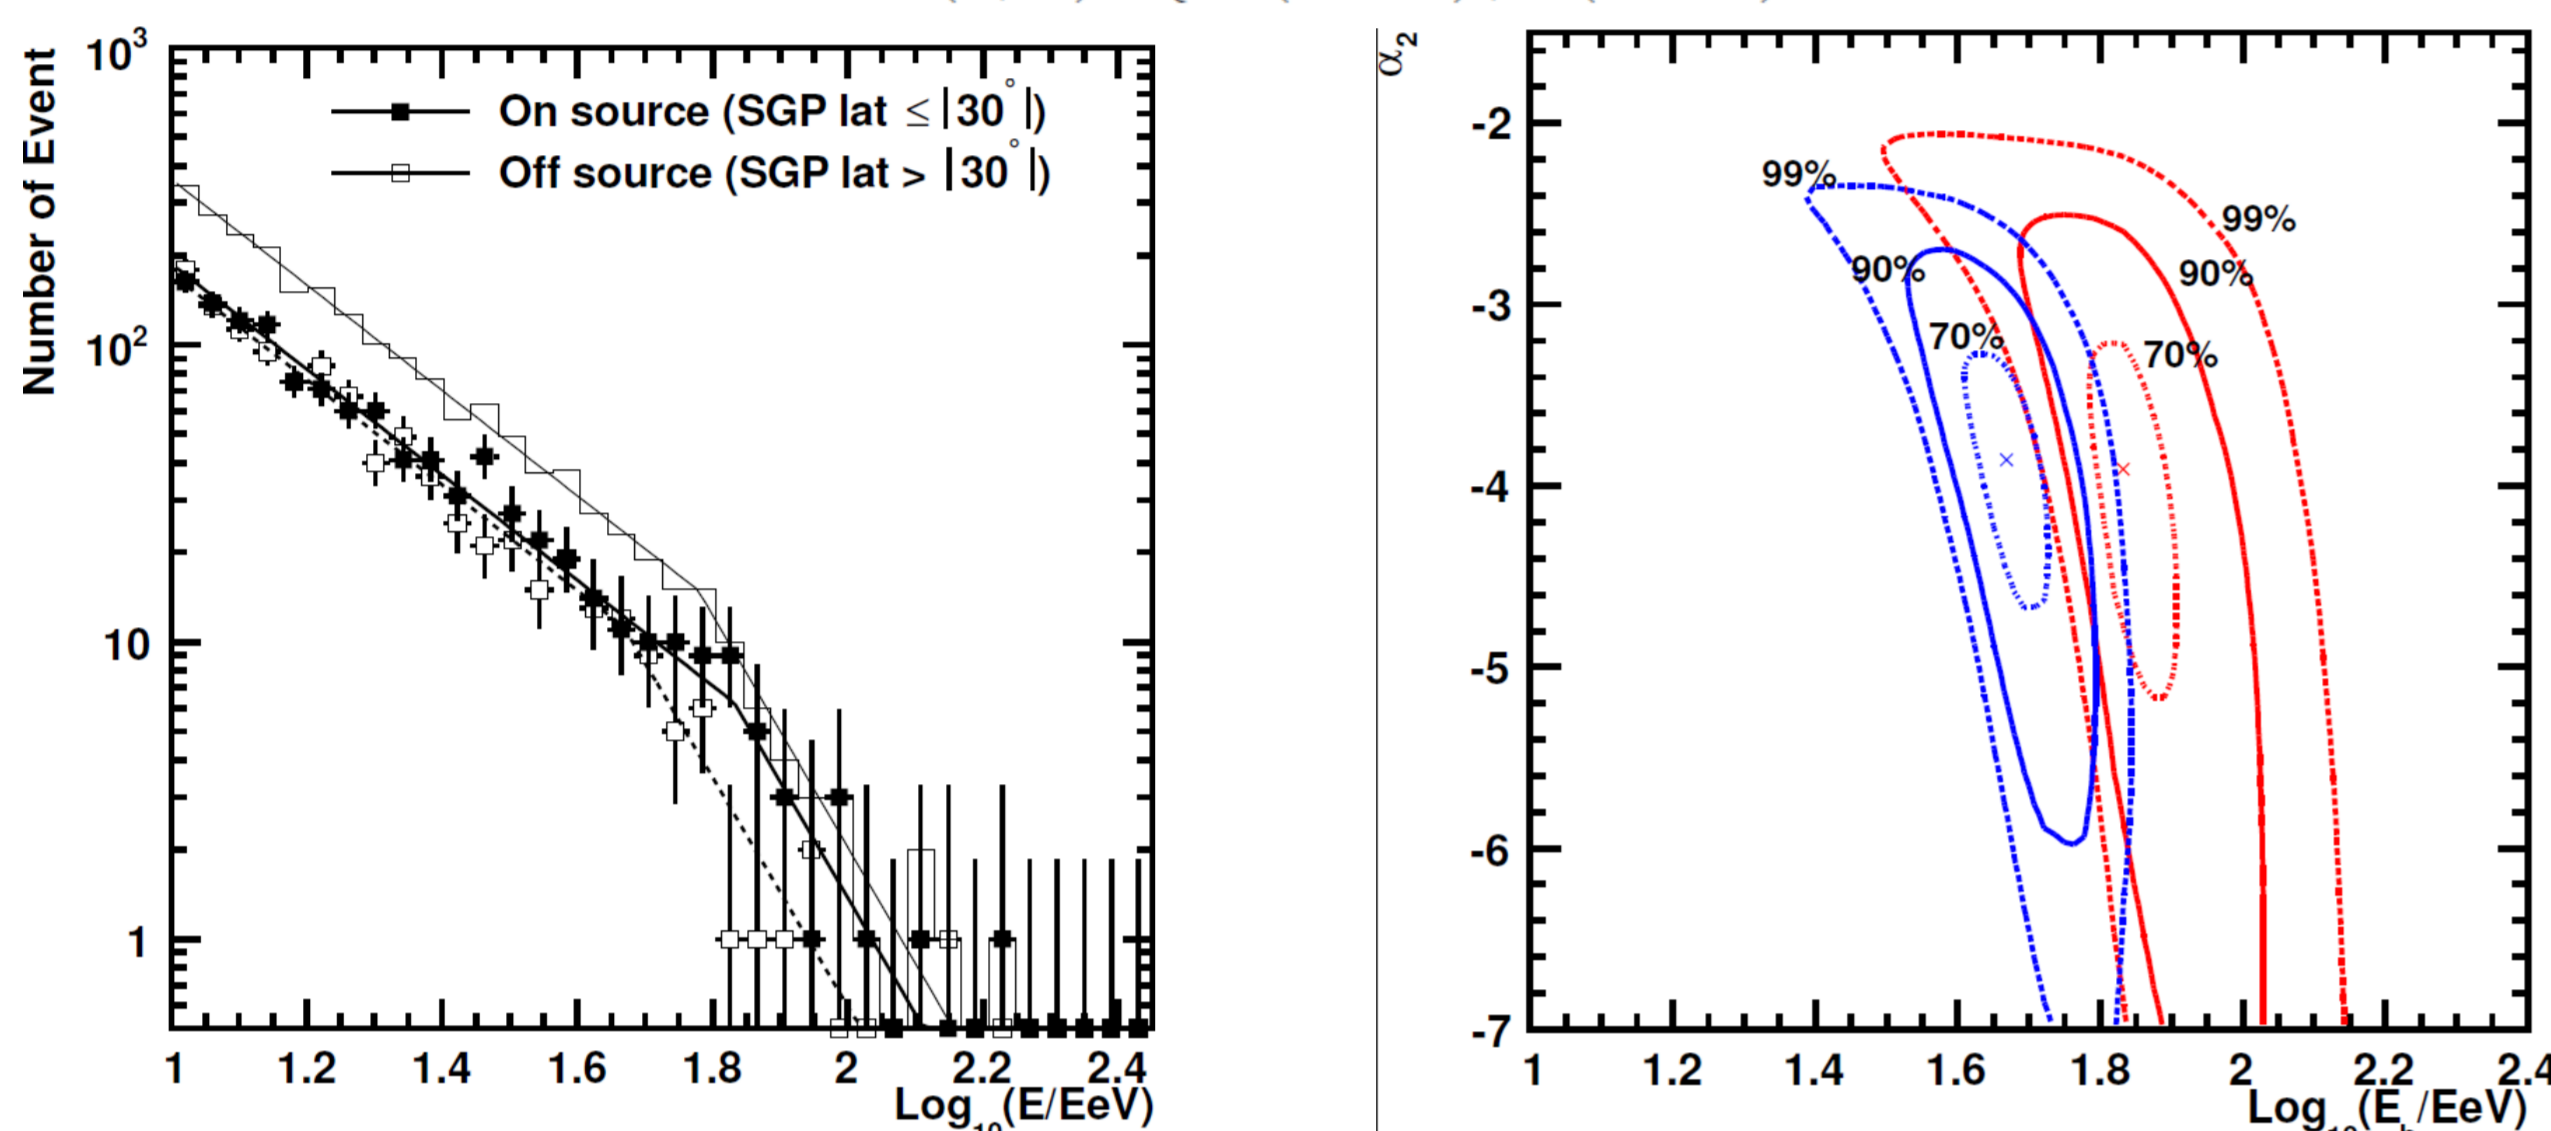 Number of Event
10³
10²
10
1
On source (SGP lat ≤ |30°|)
Off source (SGP lat > |30°|)
1 1.2 1.4 1.6 1.8 2 2.2 2.4
Log₁₀(E/EeV)
α₂
-2
-3
-4
-5
-6
-7
99%
99%
90%
90%
70%
70%
1 1.2 1.4 1.6 1.8 2 2.2 2.4
Log₁₀(E_b/EeV)